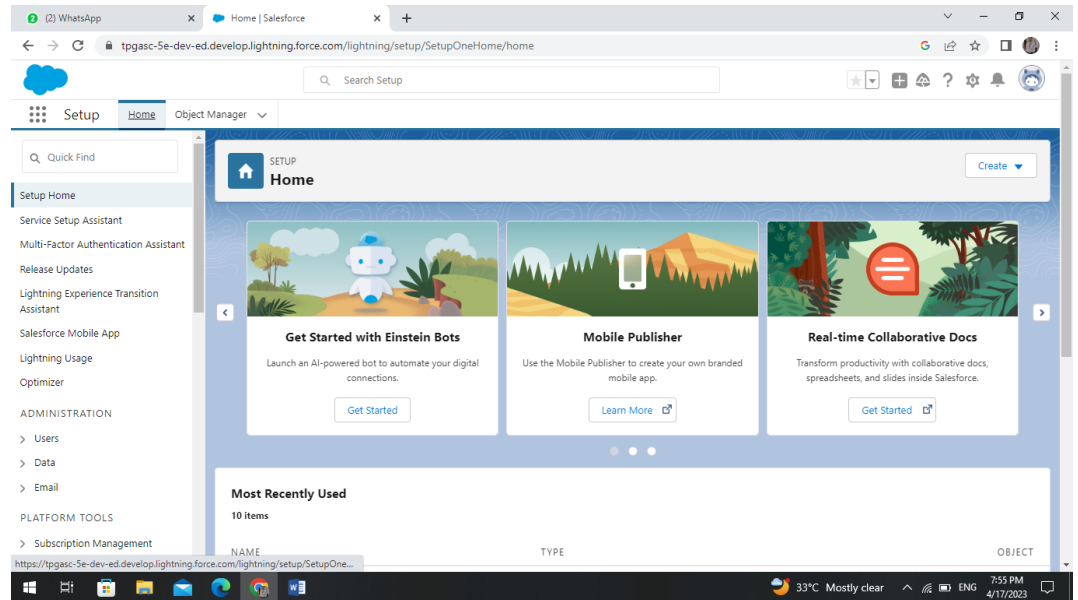 2 (2) WhatsApp
Home | Salesforce
tpgasc-5e-dev-ed.develop.lightning.force.com/lightning/setup/SetupOneHome/home
Search Setup
Setup Home Object Manager
Quick Find
Setup Home
Service Setup Assistant
Multi-Factor Authentication Assistant
Release Updates
Lightning Experience Transition
Assistant
Salesforce Mobile App
Lightning Usage
Optimizer
ADMINISTRATION
Users
Data
Email
PLATFORM TOOLS
Subscription Management
SETUP
Home
Create
Get Started with Einstein Bots
Launch an AI-powered bot to automate your digital
connections.
Get Started
Mobile Publisher
Use the Mobile Publisher to create your own branded
mobile app.
Learn More
Real-time Collaborative Docs
Transform productivity with collaborative docs,
spreadsheets, and slides inside Salesforce.
Get Started
Most Recently Used
10 items
NAME TYPE OBJECT
https://tpgasc-5e-dev-ed.develop.lightning.force.com/lightning/setup/SetupOne...
33°C Mostly clear
ENG
7:55 PM
4/17/2023